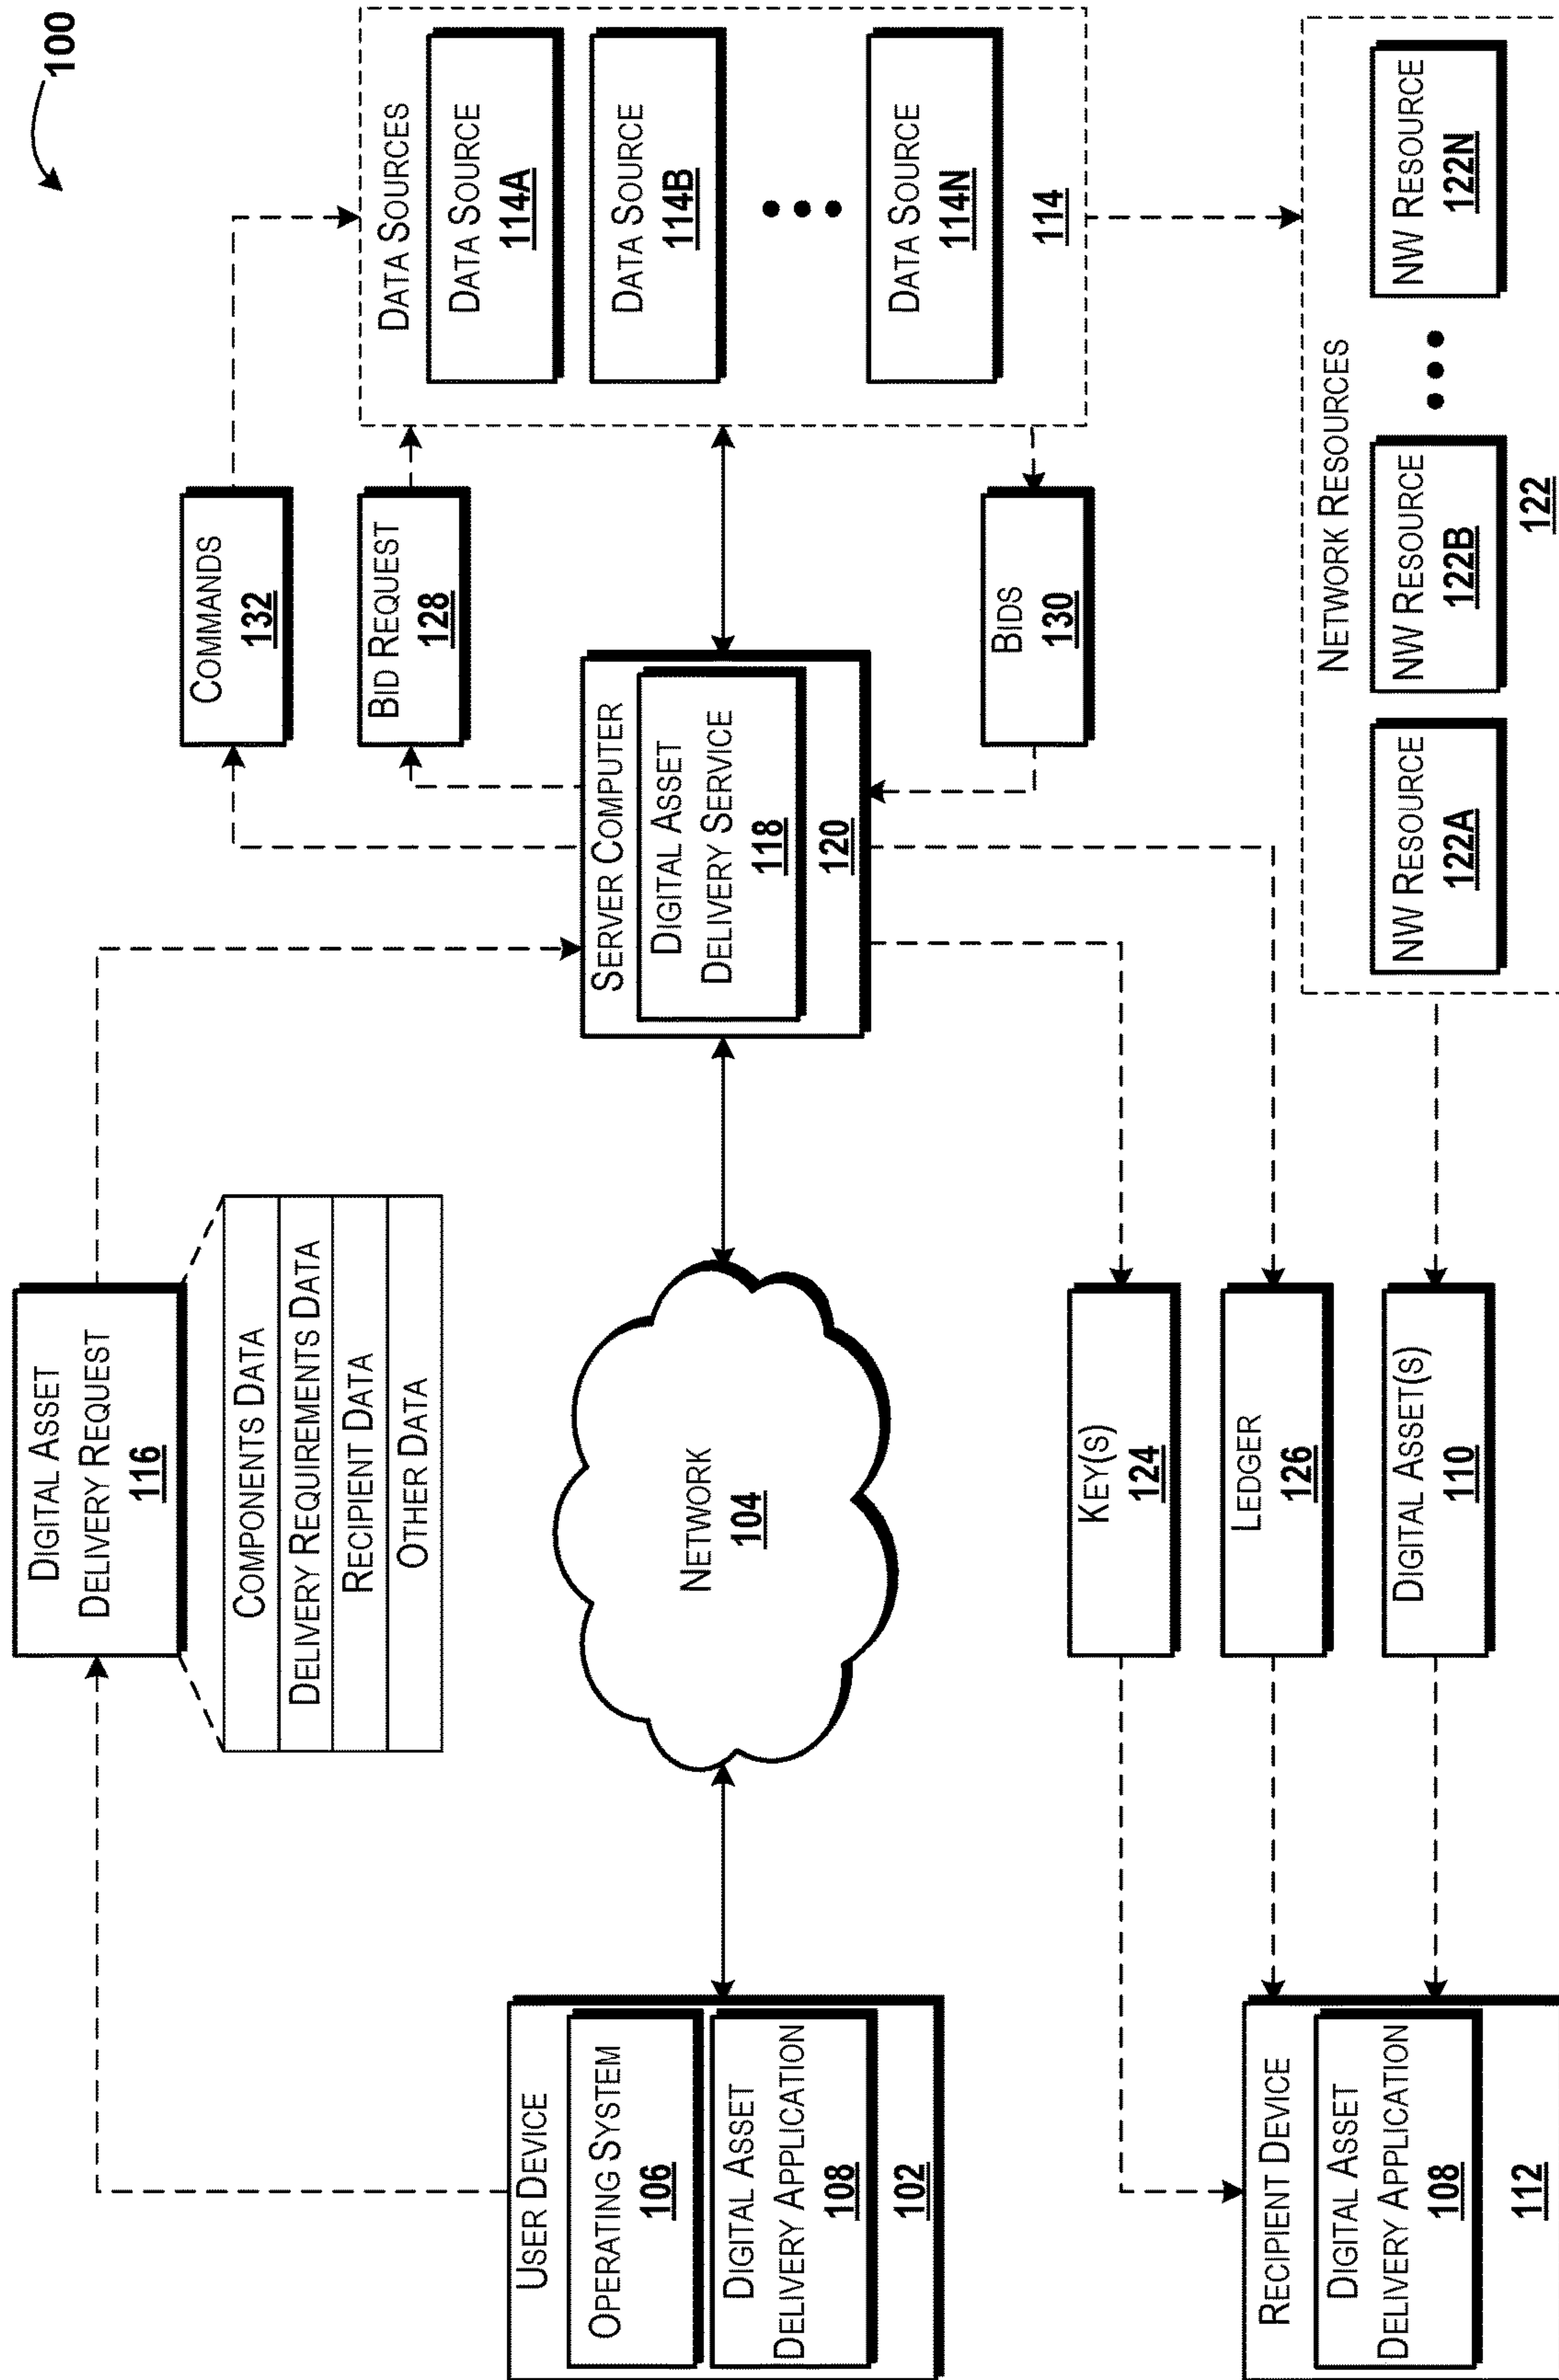 100
DIGITAL ASSET
DELIVERY REQUEST
116
COMPONENTS DATA
DELIVERY REQUIREMENTS DATA
RECIPIENT DATA
OTHER DATA
COMMANDS
132
BID REQUEST
128
DATA SOURCES
DATA SOURCE
114A
DATA SOURCE
114B
DATA SOURCE
114N
114
USER DEVICE
OPERATING SYSTEM
106
DIGITAL ASSET
DELIVERY APPLICATION
108
102
NETWORK
104
SERVER COMPUTER
DIGITAL ASSET
DELIVERY SERVICE
118
120
BIDS
130
KEY(S)
124
LEDGER
126
DIGITAL ASSET(S)
110
RECIPIENT DEVICE
DIGITAL ASSET
DELIVERY APPLICATION
108
112
NETWORK RESOURCES
NW RESOURCE
122A
NW RESOURCE
122B
NW RESOURCE
122N
122